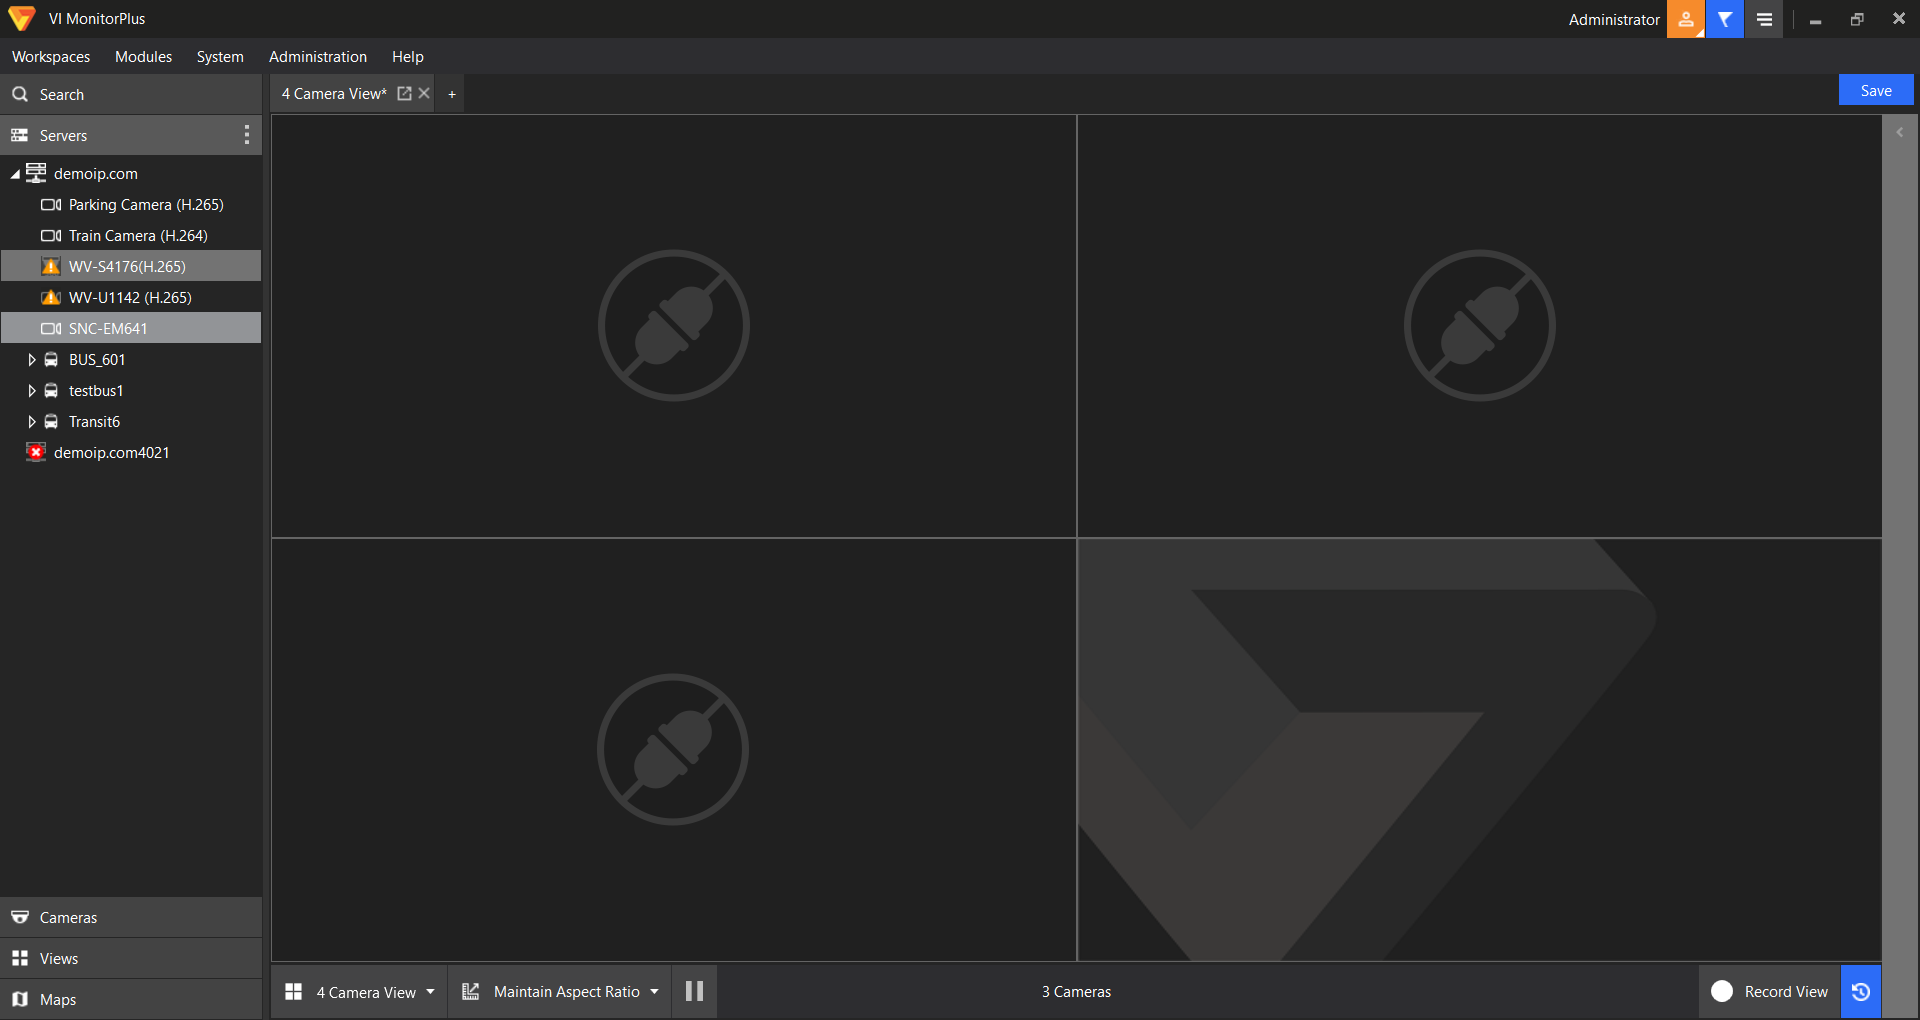 VI MonitorPlus
Administrator
Workspaces Modules System Administration Help
Search
4 Camera View* +
Save
Servers
demoip.com
Parking Camera (H.265)
Train Camera (H.264)
WV-S4176(H.265)
WV-U1142 (H.265)
SNC-EM641
BUS_601
testbus1
Transit6
demoip.com4021
Cameras
Views
Maps
4 Camera View Maintain Aspect Ratio 3 Cameras Record View